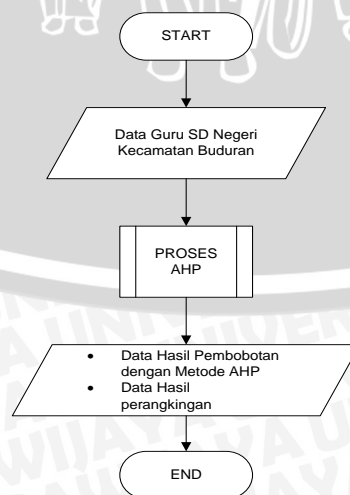 START
Data Guru SD Negeri
Kecamatan Buduran
PROSES
AHP
• Data Hasil Pembobotan
dengan Metode AHP
• Data Hasil
perangkingan
END